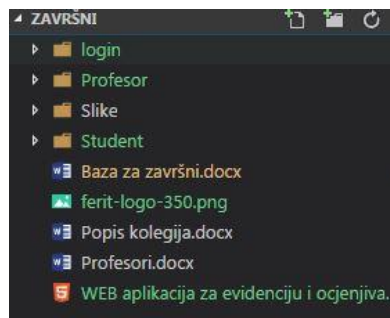 ZAVRŠNI
login
Profesor
Slike
Student
Baza za završni.docx
ferit-logo-350.png
Popis kolegija.docx
Profesori.docx
WEB aplikacija za evidenciju i ocjenjiva.